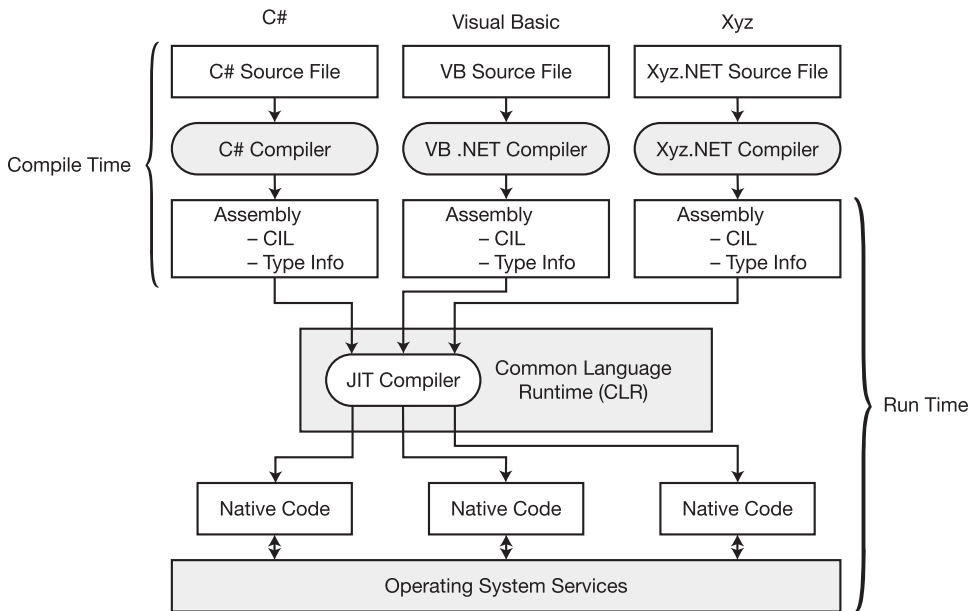 C#
Visual Basic
Xyz
C# Source File
VB Source File
Xyz.NET Source File
C# Compiler
VB .NET Compiler
Xyz.NET Compiler
Compile Time
Assembly
– CIL
– Type Info
Assembly
– CIL
– Type Info
Assembly
– CIL
– Type Info
JIT Compiler
Common Language
Runtime (CLR)
Run Time
Native Code
Native Code
Native Code
Operating System Services